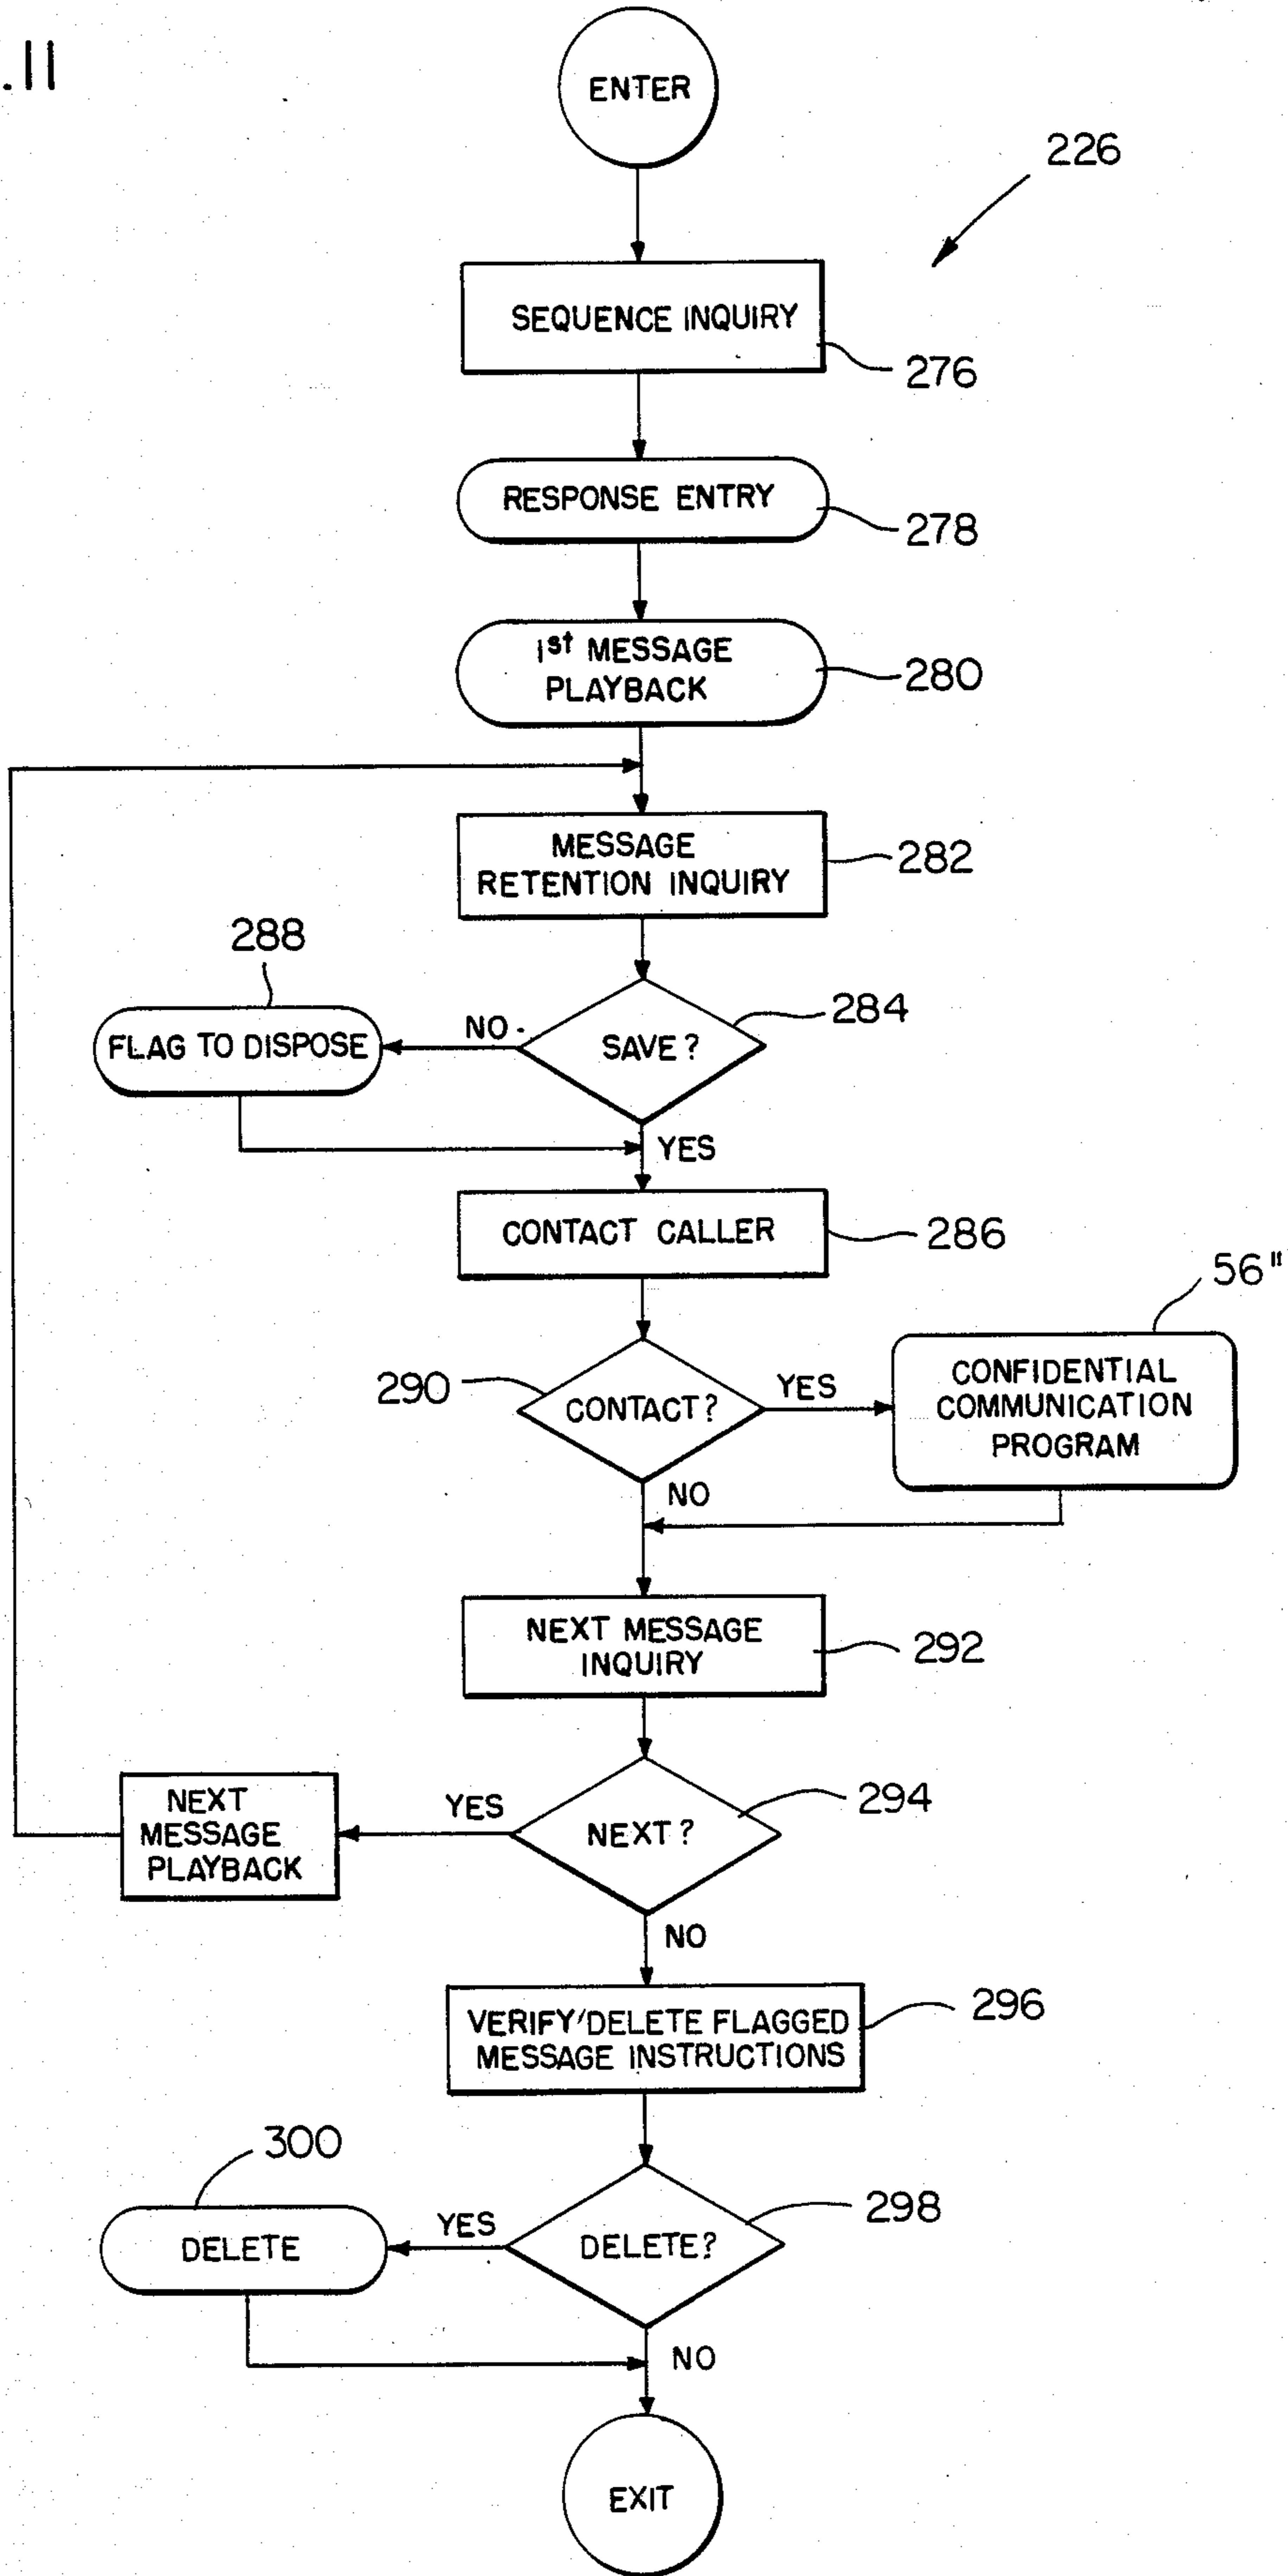 .11
ENTER
226
SEQUENCE INQUIRY
276
RESPONSE ENTRY
278
1st MESSAGE
PLAYBACK
280
MESSAGE
RETENTION INQUIRY
282
288
FLAG TO DISPOSE
NO
SAVE?
284
YES
CONTACT CALLER
286
56"
290
CONTACT?
YES
CONFIDENTIAL
COMMUNICATION
PROGRAM
NO
NEXT MESSAGE
INQUIRY
292
NEXT
MESSAGE
PLAYBACK
YES
NEXT?
294
NO
VERIFY/DELETE FLAGGED
MESSAGE INSTRUCTIONS
296
300
DELETE
YES
DELETE?
298
NO
EXIT